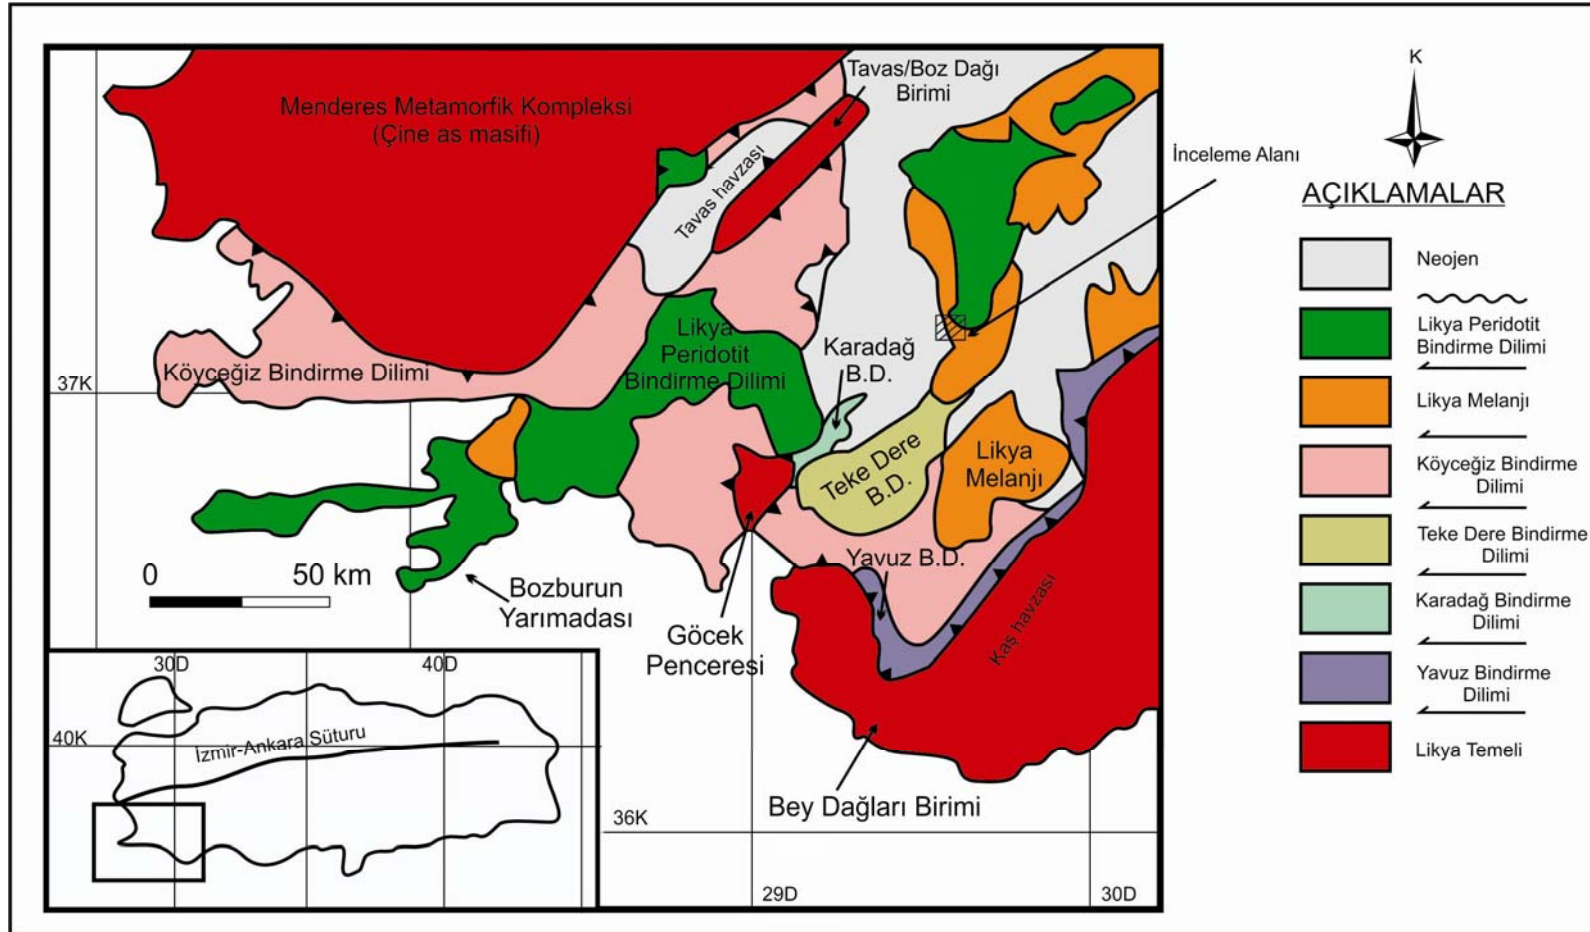 Menderes Metamorfik Kompleksi
(Çine as masifi)
Tavas/Boz Dağı
Birimi
Tavas havzası
İnceleme Alanı
Likya
Peridotit
Bindirme Dilimi
Karadağ
B.D.
Köyceğiz Bindirme Dilimi
37K
Teke Dere
B.D.
Likya
Melanjı
Yavuz B.D.
Kaş havzası
0 50 km
Bozburun
Yarımadası
Göcek
Penceresi
Bey Dağları Birimi
36K
29D
30D
30D
40D
40K
İzmir-Ankara Süturu
K
AÇIKLAMALAR
Neojen
Likya Peridotit
Bindirme Dilimi
Likya Melanjı
Köyceğiz Bindirme
Dilimi
Teke Dere Bindirme
Dilimi
Karadağ Bindirme
Dilimi
Yavuz Bindirme
Dilimi
Likya Temeli